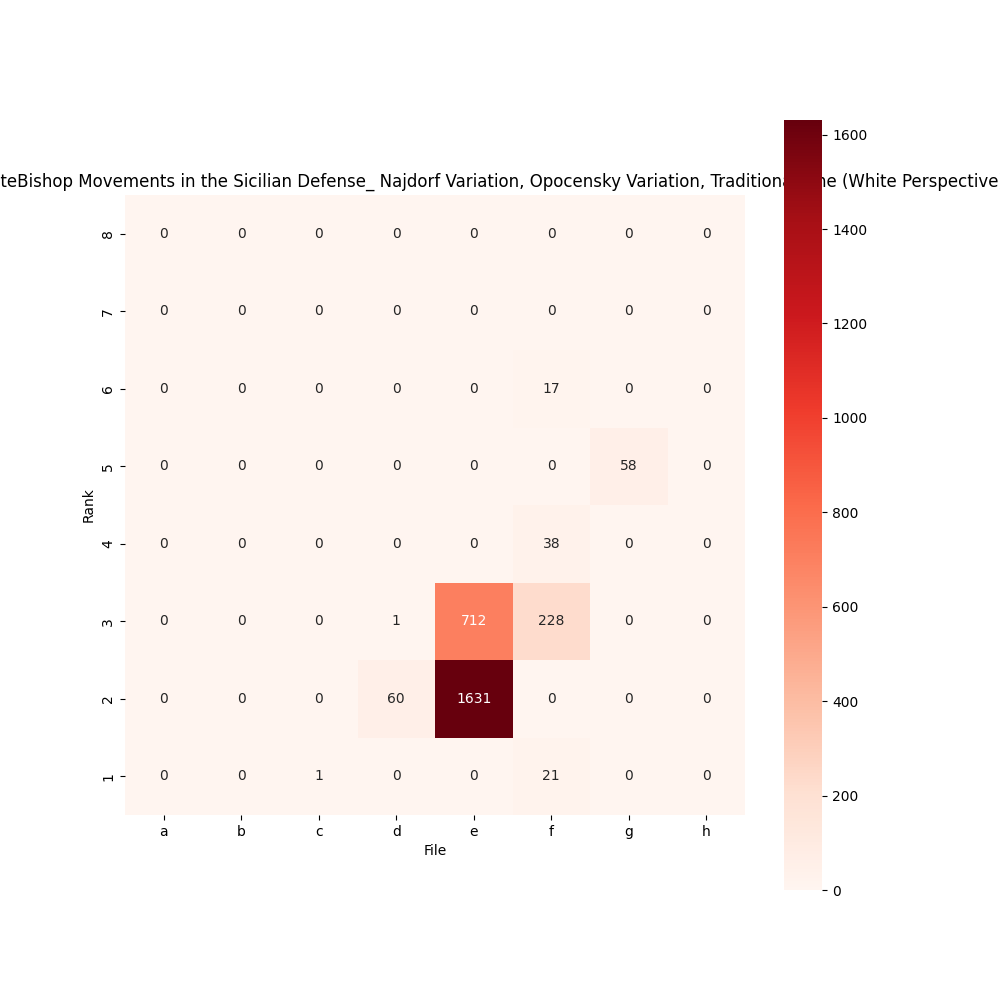 Movements in the Sicilian Defense_ Najdorf Variation, Opocensky Variation, (White Perspective
8 0 0 0 0 0 0 0 0
7 0 0 0 0 0 0 0 0
6 0 0 0 0 0 17 0 0
5 0 0 0 0 0 0 58 0
4 0 0 0 0 0 38 0 0
3 0 0 0 1 712 228 0 0
2 0 0 0 60 1631 0 0 0
1 0 0 1 0 0 21 0 0
a b c d e f g h
File
Rank
1600
1400
1200
1000
800
600
400
200
0